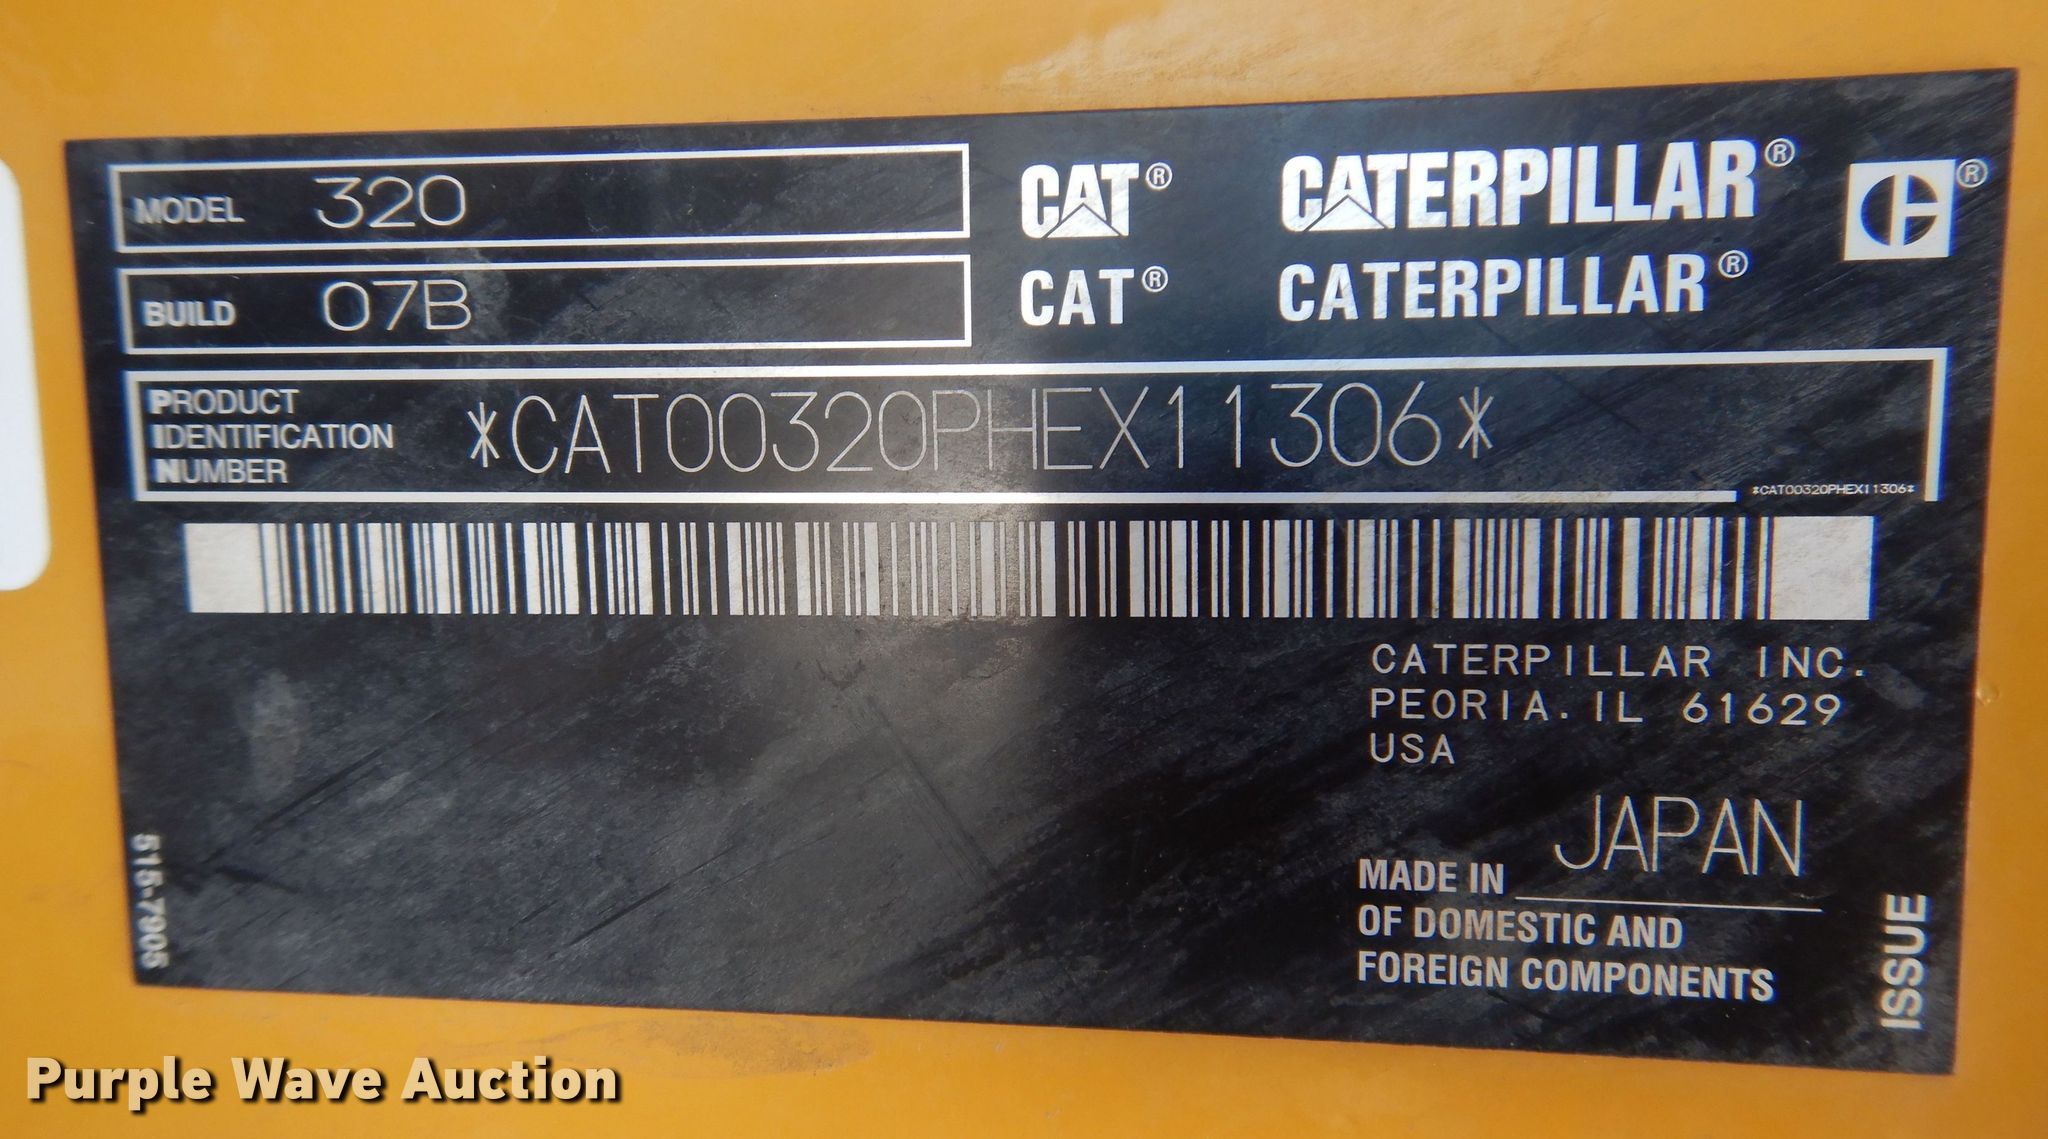 MODEL 320
CAT® CATERPILLAR®
BUILD 07B
CAT® CATERPILLAR®
PRODUCT
IDENTIFICATION
NUMBER
*CAT00320PHEX11306*
*CAT00320PHEX11306*
CATERPILLAR INC.
PEORIA. IL 61629
USA
MADE IN JAPAN
OF DOMESTIC AND
FOREIGN COMPONENTS
515-7905
ISSUE
Purple Wave Auction